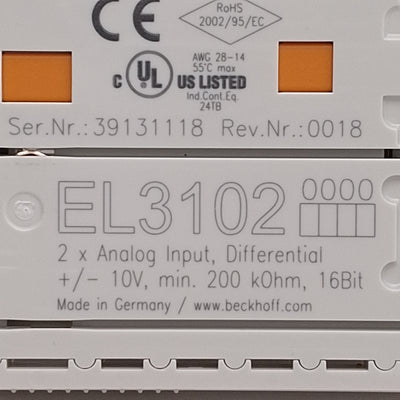 CE
RoHS
2002/95/EC
AWG 28-14
55°C max
C UL US LISTED
Ind.Cont.Eq.
24TB
Ser.Nr.:39131118 Rev.Nr.:0018
EL3102 0000
2 x Analog Input, Differential
+/- 10V, min. 200 kOhm, 16Bit
Made in Germany / www.beckhoff.com